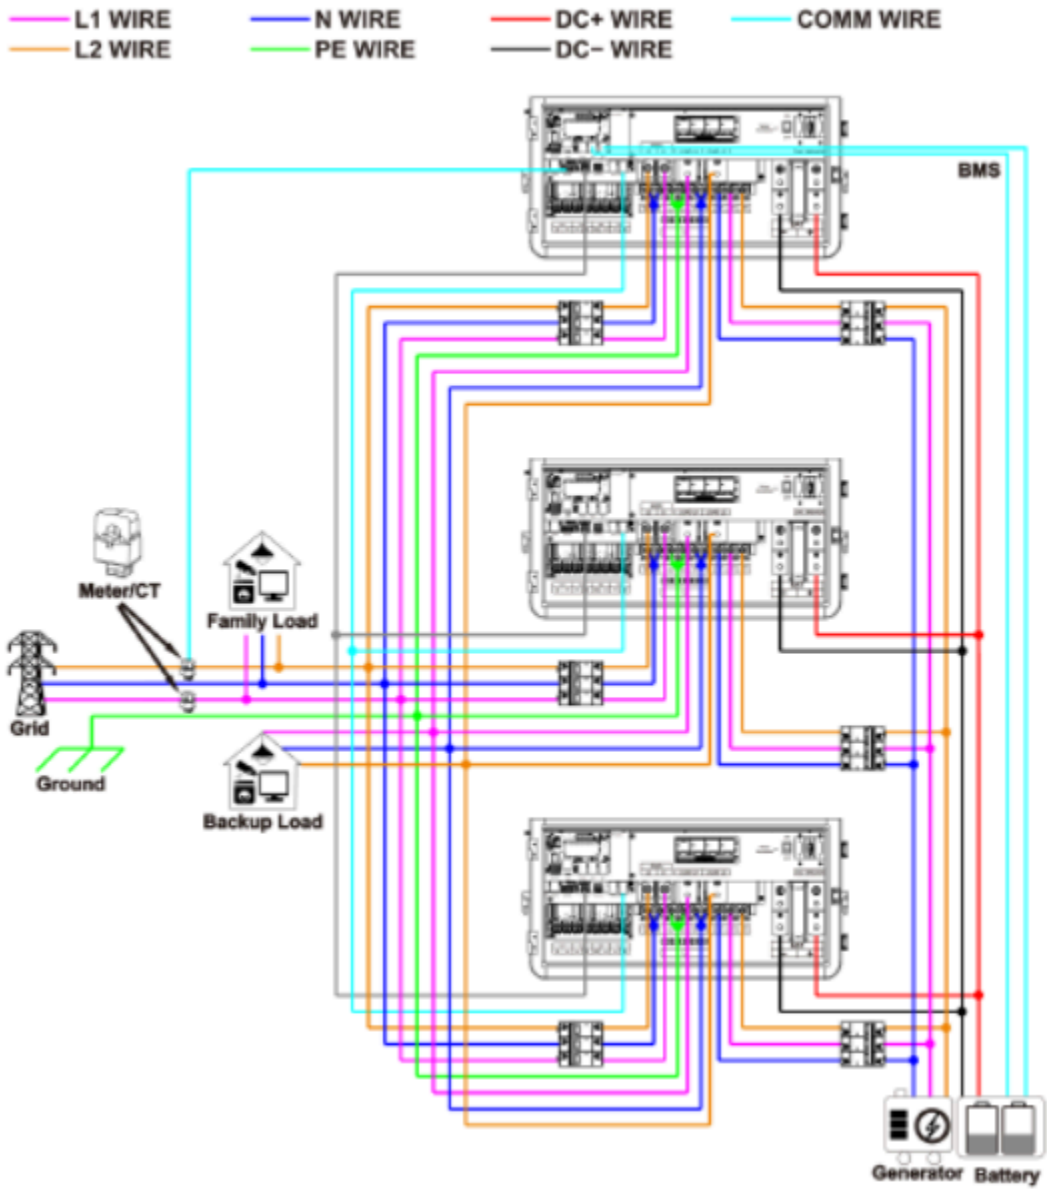 L1 WIRE N WIRE DC+ WIRE COMM WIRE
L2 WIRE PE WIRE DC− WIRE
BMS
Meter/CT
Family Load
Grid
Ground
Backup Load
Generator Battery